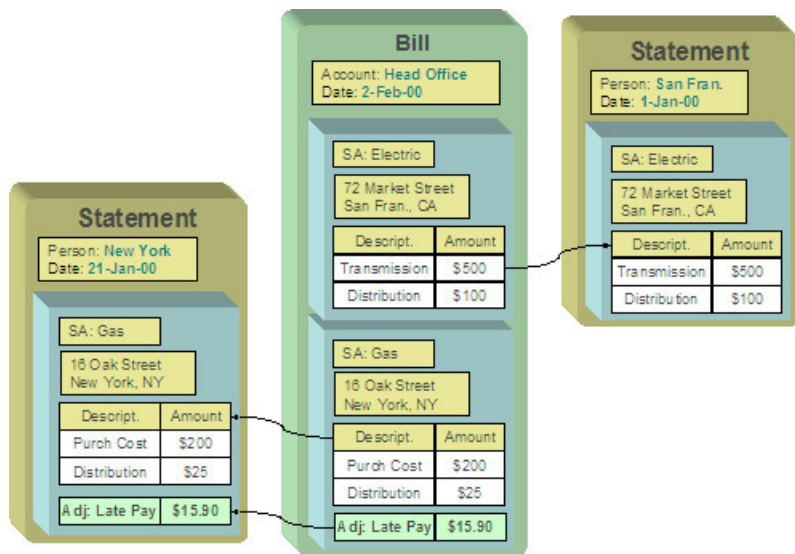 Statement
Person: New York
Date: 21-Jan-00
SA: Gas
16 Oak Street
New York, NY
Descript. Amount
Purch Cost $200
Distribution $25
Adj: Late Pay $15.90
Bill
Account: Head Office
Date: 2-Feb-00
SA: Electric
72 Market Street
San Fran., CA
Descript. Amount
Transmission $500
Distribution $100
SA: Gas
16 Oak Street
New York, NY
Descript. Amount
Purch Cost $200
Distribution $25
Adj: Late Pay $15.90
Statement
Person: San Fran.
Date: 1-Jan-00
SA: Electric
72 Market Street
San Fran., CA
Descript. Amount
Transmission $500
Distribution $100